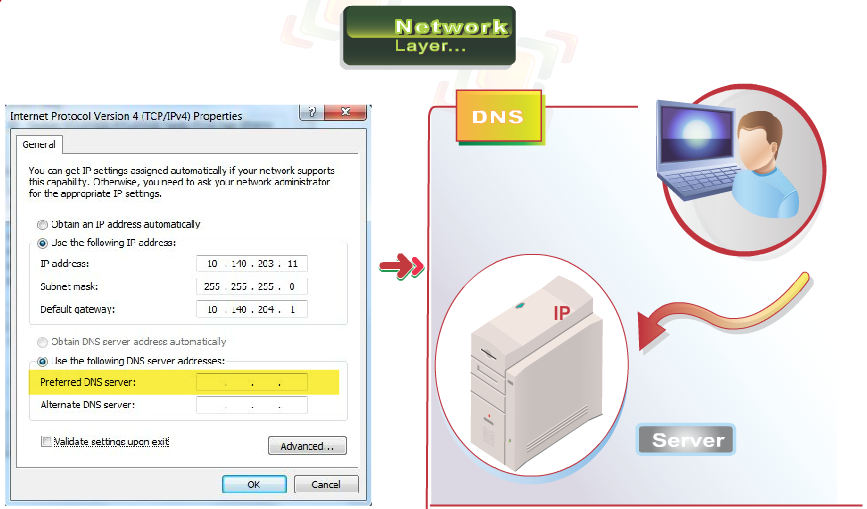 Network
Layer...
Internet Protocol Version 4 (TCP/IPv4) Properties
General
You can get IP settings assigned automatically if your network supports
this capability. Otherwise, you need to ask your network administrator
for the appropriate IP settings.
Obtain an IP address automatically
Use the following IP address:
IP address: 10 . 140 . 203 . 11
Subnet mask: 255 . 255 . 255 . 0
Default gateway: 10 . 140 . 204 . 1
Obtain DNS server address automatically
Use the following DNS server addresses:
Preferred DNS server: . . .
Alternate DNS server: . . .
Validate settings upon exit
Advanced...
OK Cancel
DNS
IP
Server